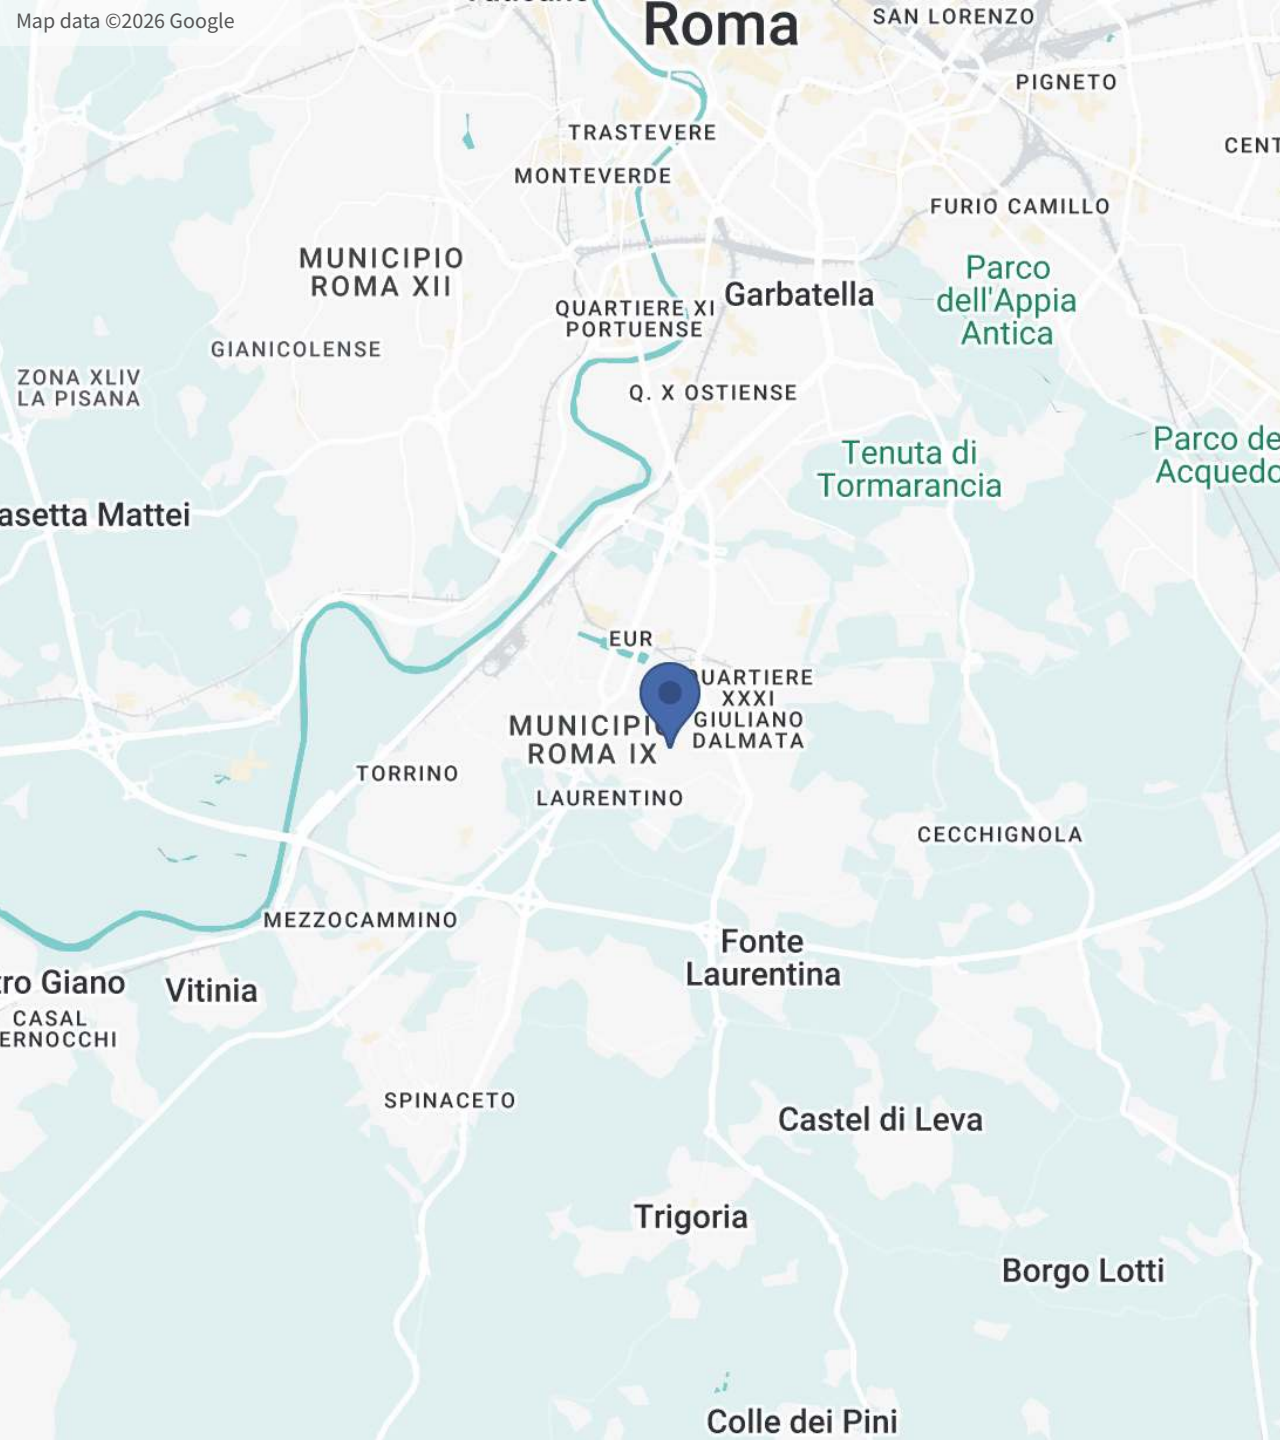 Map data ©2026 Google
Roma
SAN LORENZO
PIGNETO
TRASTEVERE
CENT
MONTEVERDE
FURIO CAMILLO
MUNICIPIO
ROMA XII
Parco
dell'Appia
Antica
Garbatella
QUARTIERE XI
PORTUENSE
GIANICOLENSE
ZONA XLIV
LA PISANA
Q. X OSTIENSE
Tenuta di
Tormarancia
Parco de
Acquedo
asetta Mattei
EUR
UARTIERE
XXXI
GIULIANO
DALMATA
MUNICIPIO
ROMA IX
TORRINO
LAURENTINO
CECCHIGNOLA
MEZZOCAMMINO
Fonte
Laurentina
tro Giano
Vitinia
CASAL
ERNOCCHI
SPINACETO
Castel di Leva
Trigoria
Borgo Lotti
Colle dei Pini